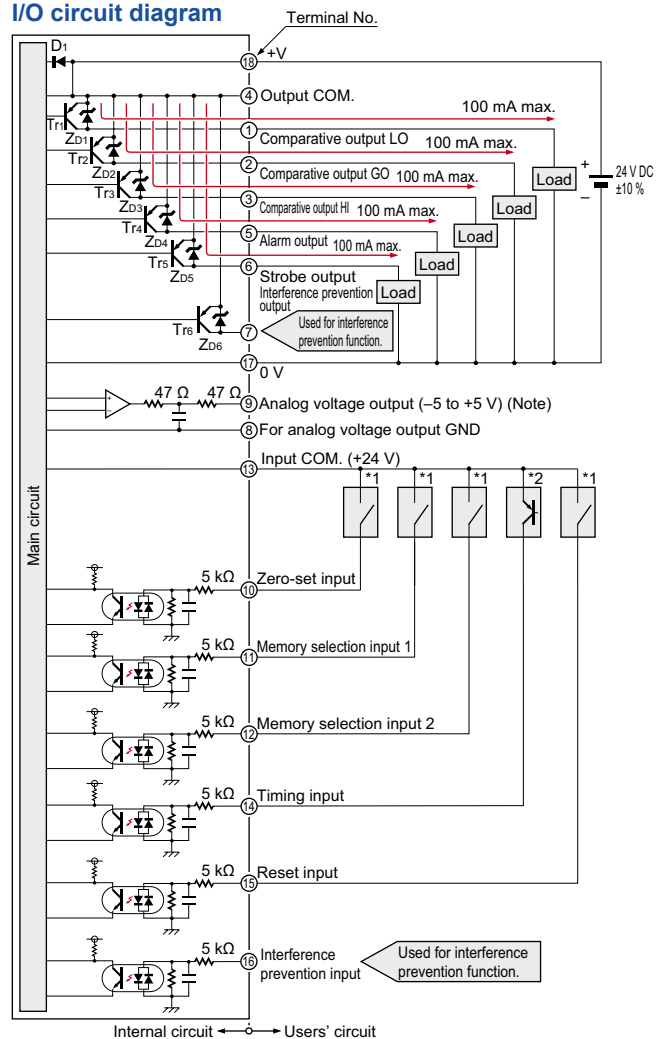 I/O circuit diagram
Terminal No.
D1
18 +V
4 Output COM.
100 mA max.
Tr1
ZD1
1
Comparative output LO
100 mA max.
Tr2
ZD2
2
Comparative output GO
100 mA max.
Tr3
ZD3
3
Comparative output HI
100 mA max.
Tr4
ZD4
5
Alarm output
100 mA max.
Tr5
ZD5
6
Strobe output
Interference prevention
output
Load
Load
Load
Load
Load
+
–
24 V DC
±10 %
Tr6
ZD6
7
Used for interference
prevention function.
17
0 V
47 Ω
47 Ω
+
–
9 Analog voltage output (–5 to +5 V) (Note)
8 For analog voltage output GND
13
Input COM. (+24 V)
*1
*1
*1
*2
*1
Main circuit
5 kΩ
10 Zero-set input
5 kΩ
11 Memory selection input 1
5 kΩ
12 Memory selection input 2
5 kΩ
14 Timing input
5 kΩ
15 Reset input
5 kΩ
16 Interference
prevention input
Used for interference
prevention function.
Internal circuit
Users' circuit